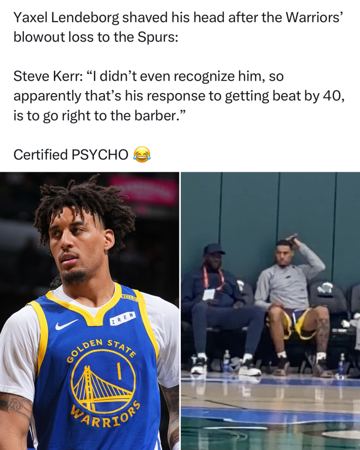 Yaxel Lendeborg shaved his head after the Warriors'
blowout loss to the Spurs:
Steve Kerr: “I didn’t even recognize him, so
apparently that’s his response to getting beat by 40,
is to go right to the barber.”
Certified PSYCHO 😂
GOLDEN STATE
WARRIORS